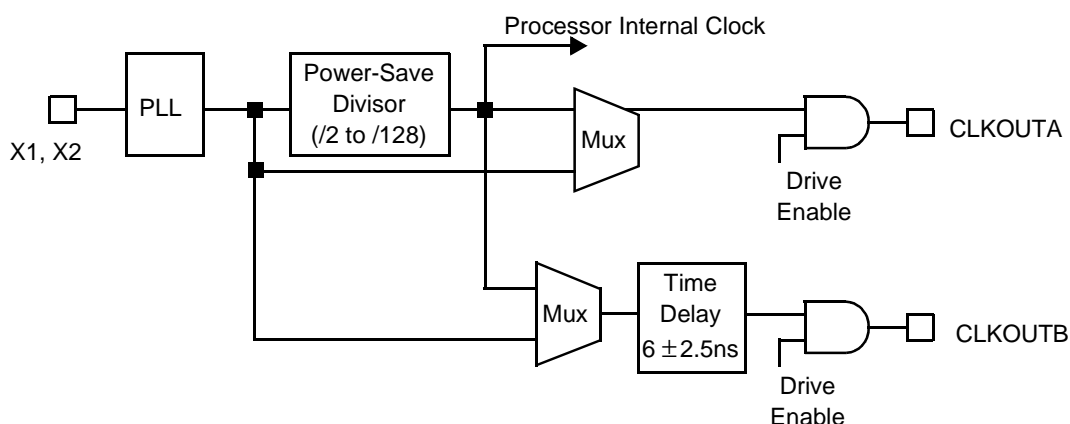 Processor Internal Clock
X1, X2
PLL
Power-Save
Divisor
(/2 to /128)
Mux
Drive
Enable
CLKOUTA
Mux
Time
Delay
6 ±2.5ns
Drive
Enable
CLKOUTB